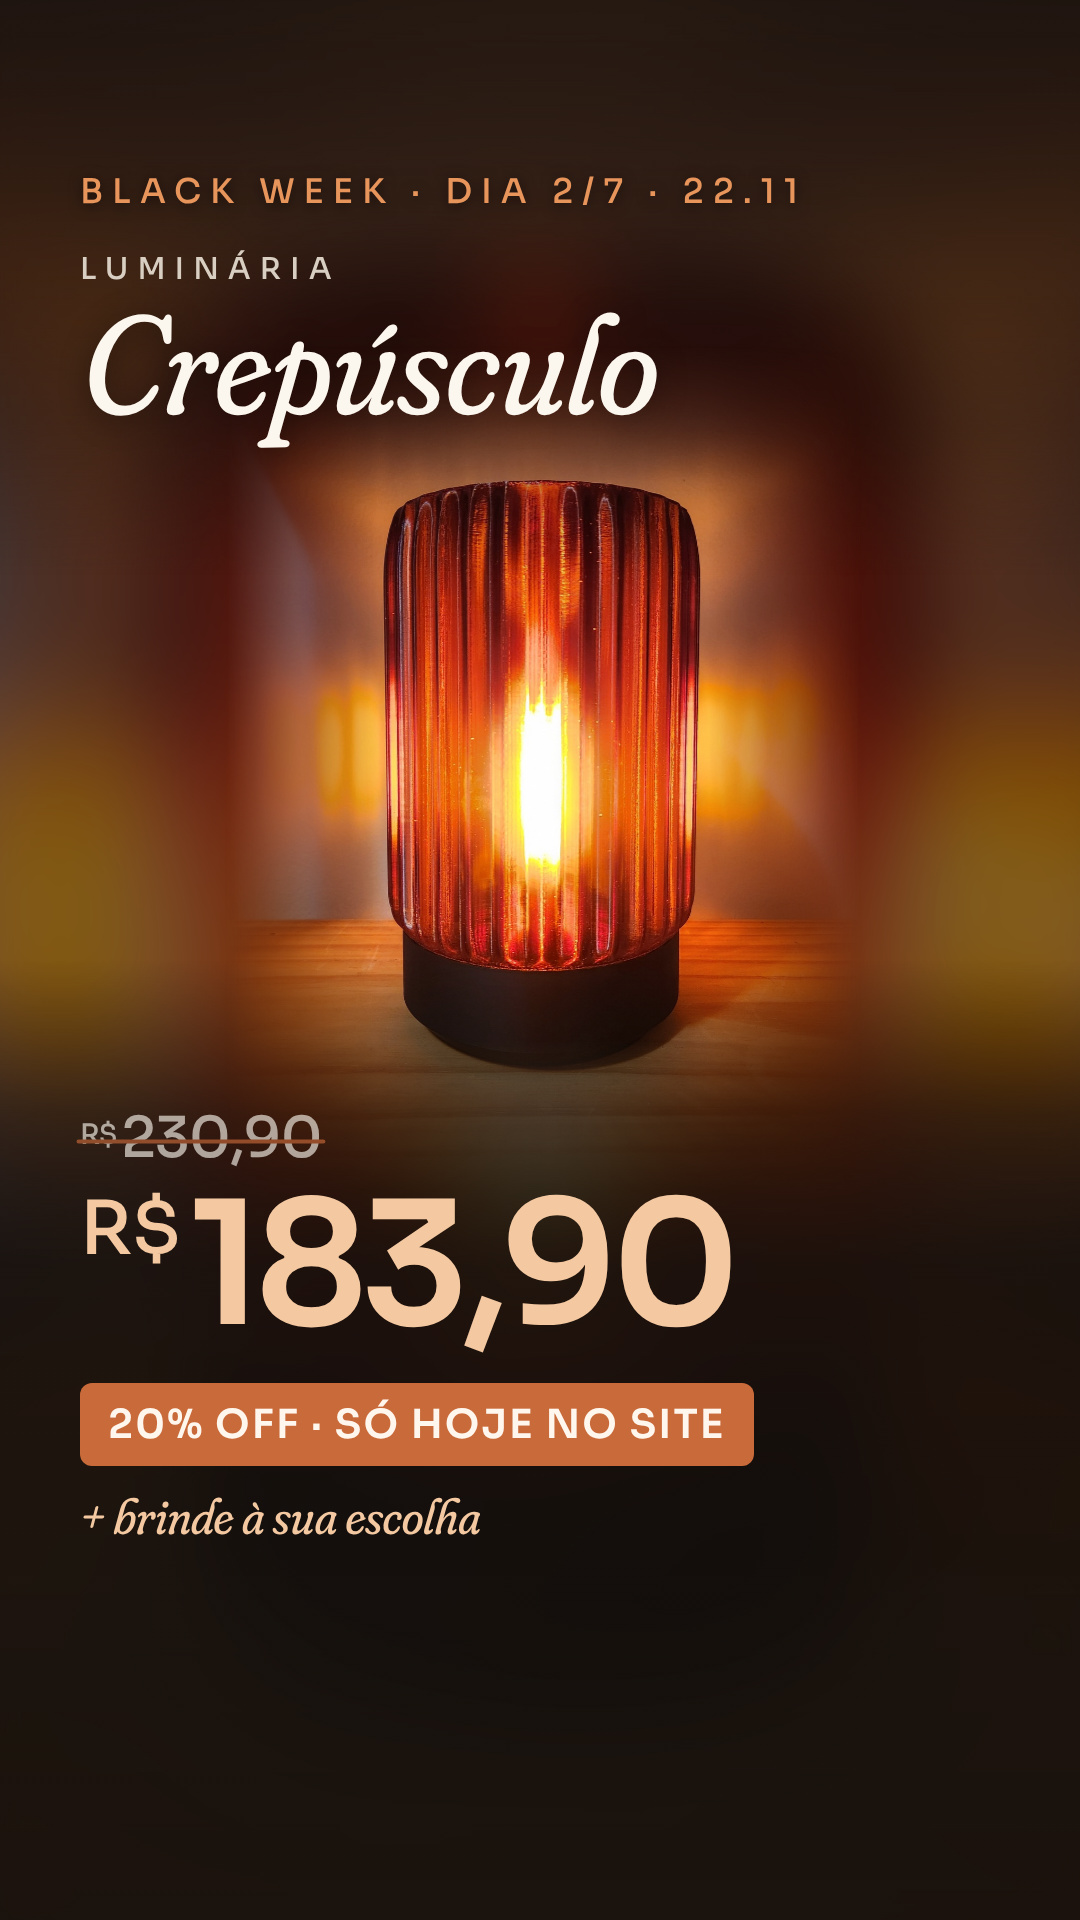 BLACK WEEK · DIA 2/7 · 22.11
LUMINÁRIA
Crepúsculo
R$230,90
R$183,90
20% OFF · SÓ HOJE NO SITE
+ brinde à sua escolha